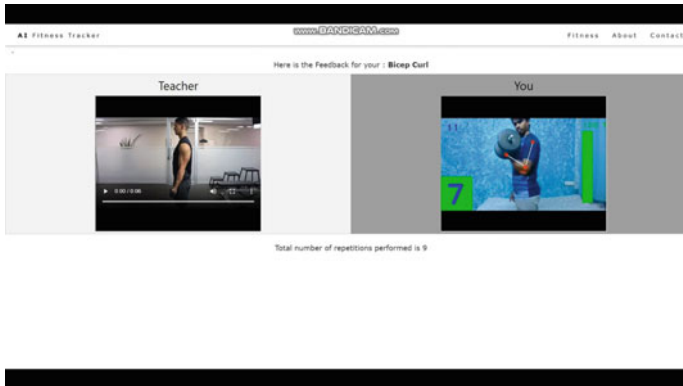 www.BANDICAM.com
AI Fitness Tracker
Fitness About Contact
Here is the Feedback for your : Bicep Curl
Teacher
You
0:00 / 0:06
7
Total number of repetitions performed is 9